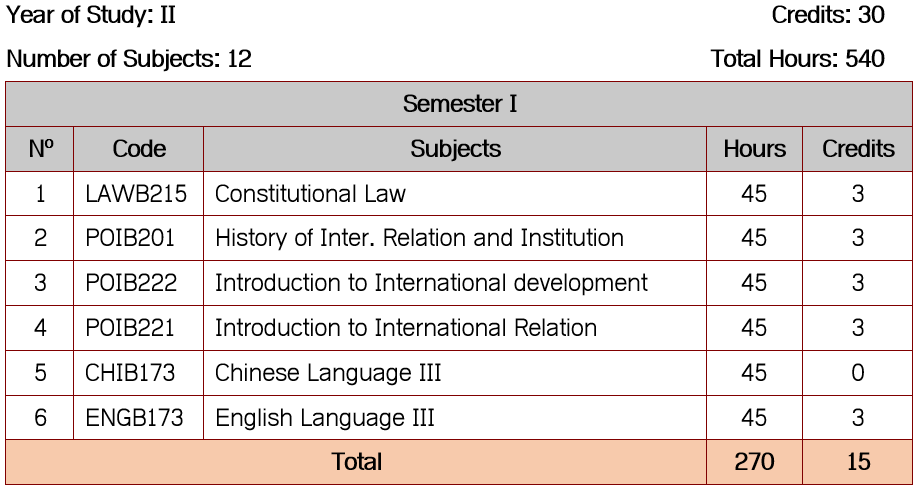 Year of Study: II Credits: 30
Number of Subjects: 12 Total Hours: 540
Semester I
Nº Code Subjects Hours Credits
1 LAWB215 Constitutional Law 45 3
2 POIB201 History of Inter. Relation and Institution 45 3
3 POIB222 Introduction to International development 45 3
4 POIB221 Introduction to International Relation 45 3
5 CHIB173 Chinese Language III 45 0
6 ENGB173 English Language III 45 3
Total 270 15